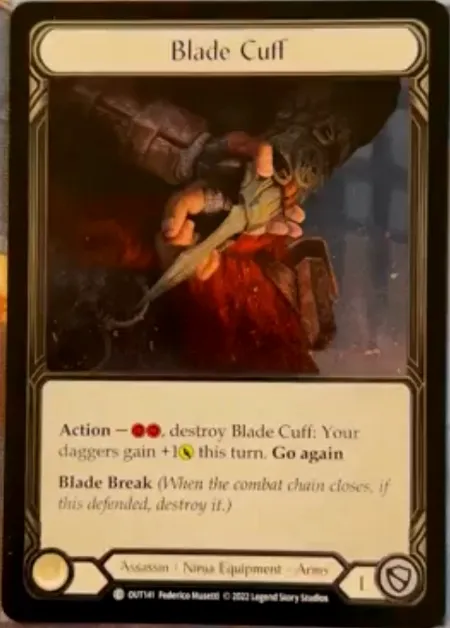 Blade Cuff
Action — , destroy Blade Cuff: Your
daggers gain +1 this turn. Go again
Blade Break (When the combat chain closes, if
this defended, destroy it.)
Assassin / Ninja Equipment - Arms
1
C OUT141 Federico Musetti © 2022 Legend Story Studios